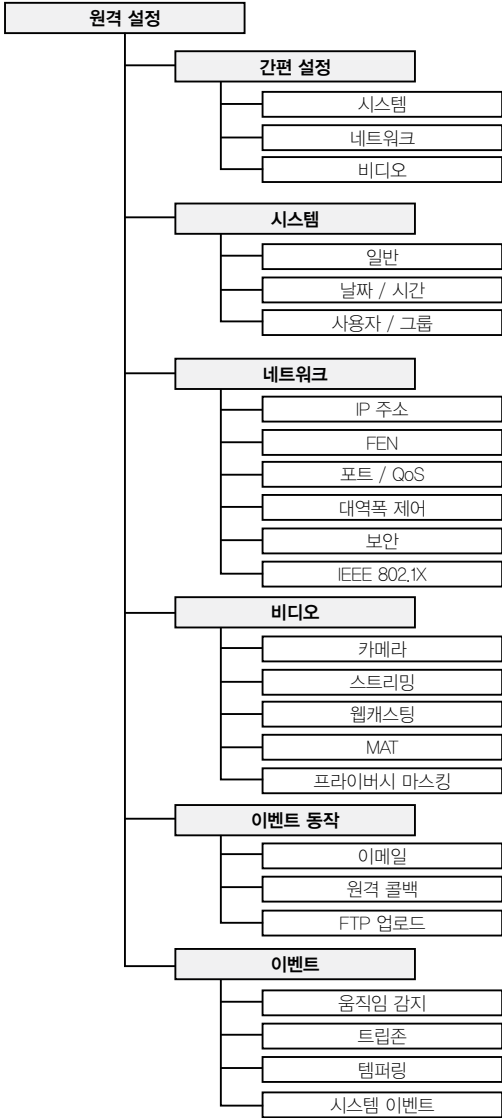 원격 설정
간편 설정
시스템
네트워크
비디오
시스템
일반
날짜 / 시간
사용자 / 그룹
네트워크
IP 주소
FEN
포트 / QoS
대역폭 제어
보안
IEEE 802.1X
비디오
카메라
스트리밍
웹캐스팅
MAT
프라이버시 마스킹
이벤트 동작
이메일
원격 콜백
FTP 업로드
이벤트
움직임 감지
트립존
템퍼링
시스템 이벤트